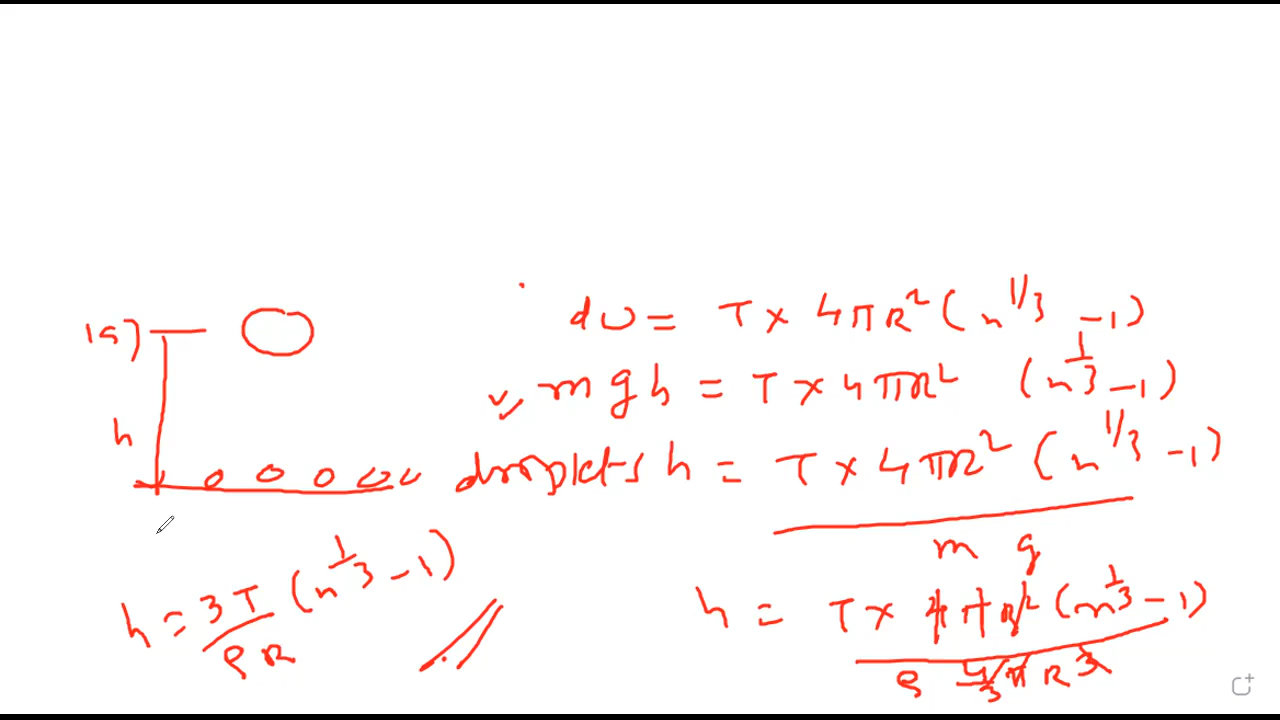 15)
h
dw = T × 4πR² (n^1/3 - 1)
mgh = T × 4πR² (n^1/3 - 1)
droplets h = T × 4πR² (n^1/3 - 1) / m g
h = T × 4πR² (n^1/3 - 1) / ρ 4/3 πR³
h = 3T/ρR (n^1/3 - 1)